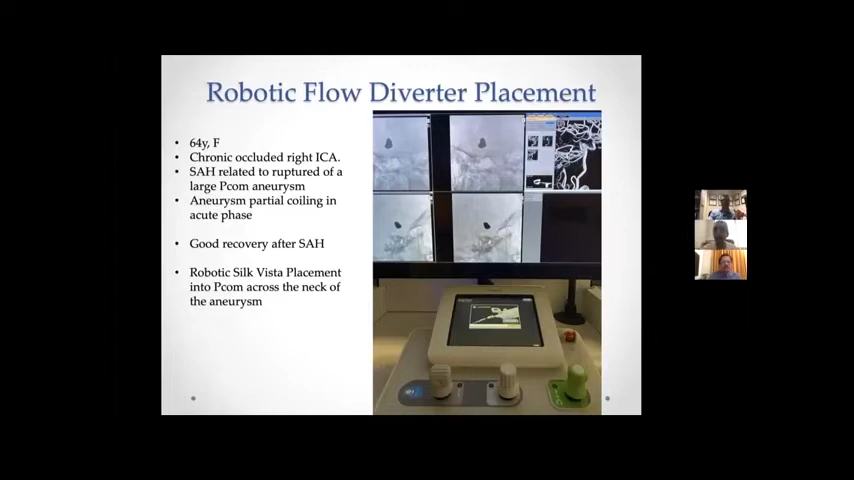 Robotic Flow Diverter Placement
64y, F
Chronic occluded right ICA.
SAH related to ruptured of a
large Pcom aneurysm
Aneurysm partial coiling in
acute phase
Good recovery after SAH
Robotic Silk Vista Placement
into Pcom across the neck of
the aneurysm